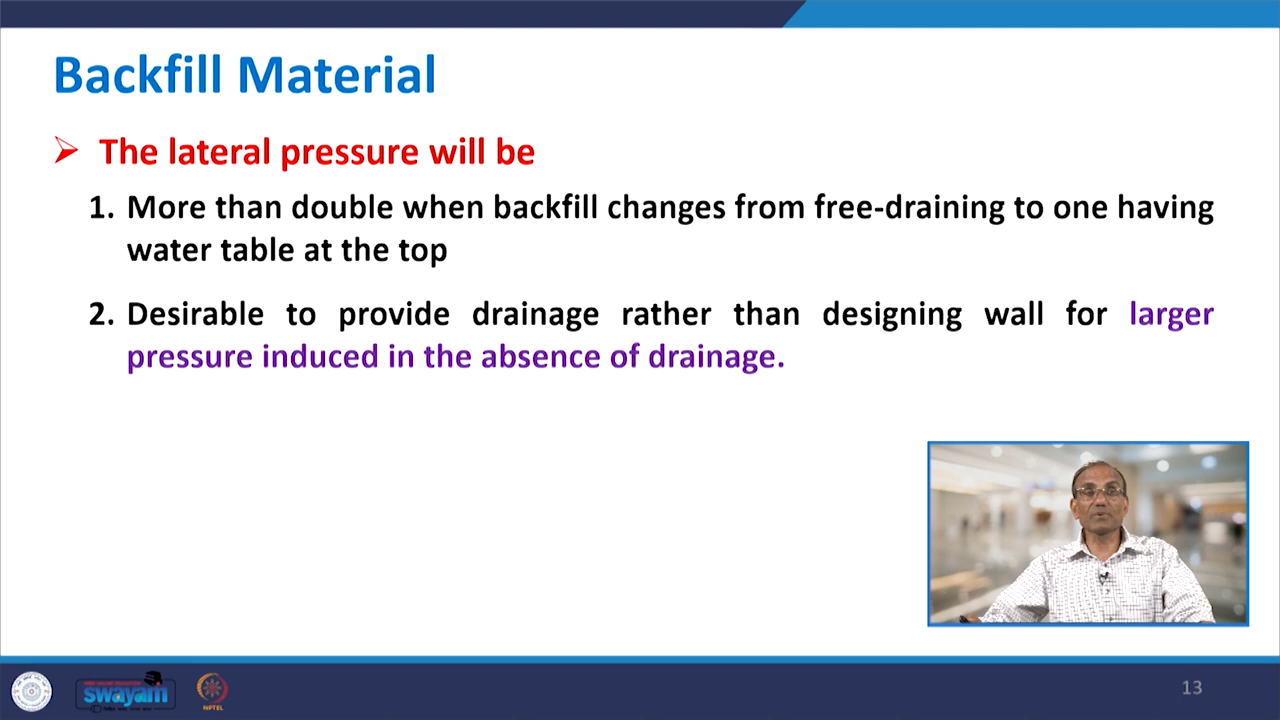 Backfill Material
➢ The lateral pressure will be
1. More than double when backfill changes from free-draining to one having
water table at the top
2. Desirable to provide drainage rather than designing wall for larger
pressure induced in the absence of drainage.
swayam
NPTEL
13